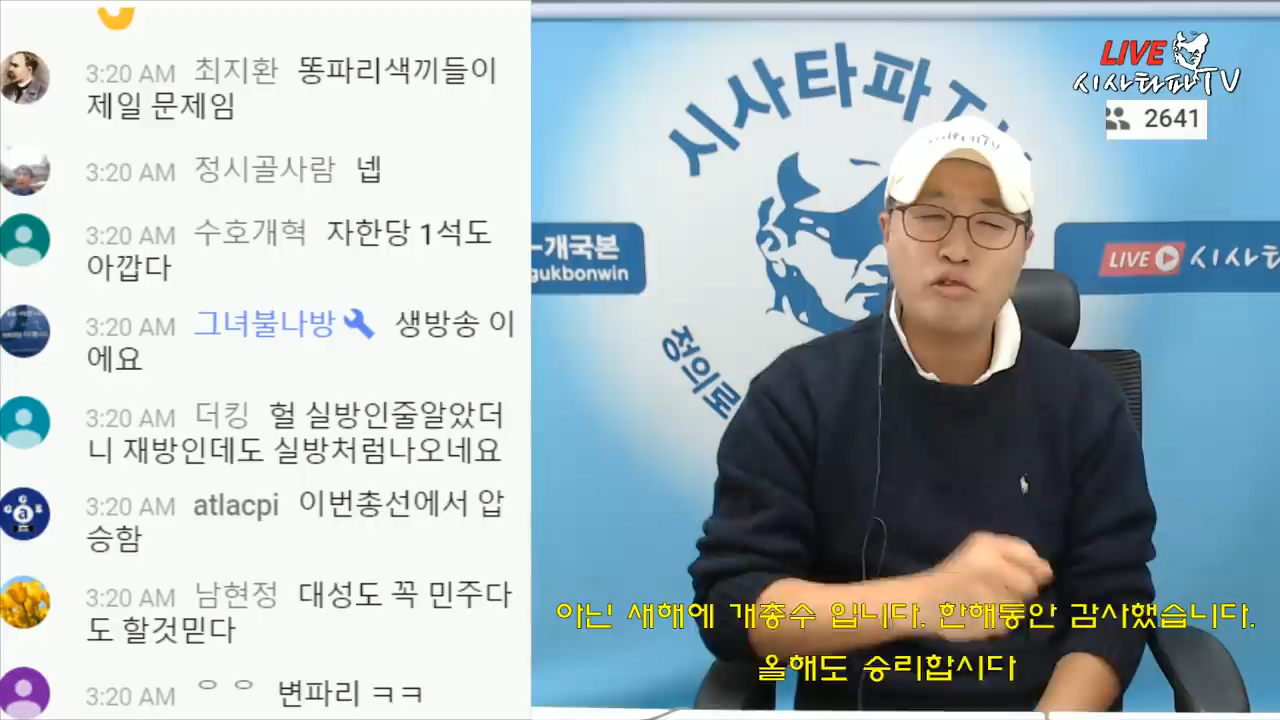 3:20 AM 최지환 똥파리색끼들이
제일 문제임
3:20 AM 정시골사람 넵
3:20 AM 수호개혁 자한당 1석도
아깝다
3:20 AM 그녀불나방 생방송 이
에요
3:20 AM 더킹 헐 실방인줄알았더
니 재방인데도 실방처럼나오네요
3:20 AM atlacpi 이번총선에서 압
승함
3:20 AM 남현정 대성도 꼭 민주다
도 할것믿다
3:20 AM ㅇ ㅇ 변파리 ㅋㅋ
LIVE
시사타파TV
2641
시사타파
-개국본
gukbonwin
LIVE 시사타
정의로
아닌 새해에 개총수 입니다. 한해동안 감사했습니다.
올해도 승리합시다